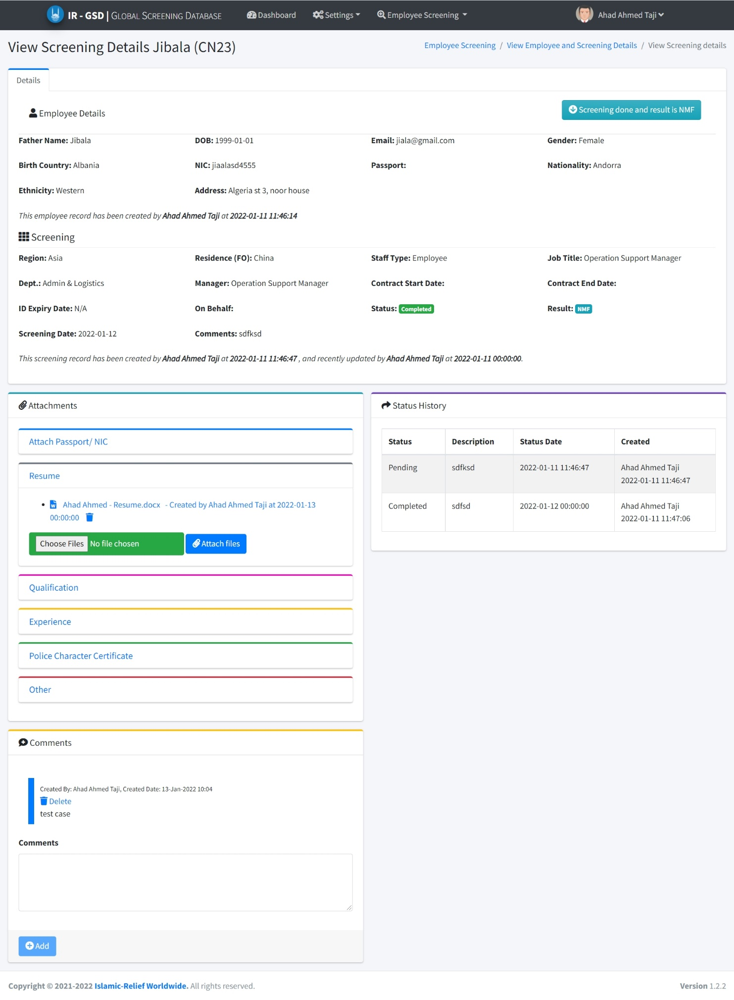 IR - GSD | GLOBAL SCREENING DATABASE
Dashboard
Settings
Employee Screening
Ahad Ahmed Taji
View Screening Details Jibala (CN23)
Employee Screening / View Employee and Screening Details / View Screening details
Details
Employee Details
Screening done and result is NMF
Father Name: Jibala
DOB: 1999-01-01
Email: jiala@gmail.com
Gender: Female
Birth Country: Albania
NIC: jiaalasd4555
Passport:
Nationality: Andorra
Ethnicity: Western
Address: Algeria st 3, noor house
This employee record has been created by Ahad Ahmed Taji at 2022-01-11 11:46:14
Screening
Region: Asia
Residence (FO): China
Staff Type: Employee
Job Title: Operation Support Manager
Dept.: Admin & Logistics
Manager: Operation Support Manager
Contract Start Date:
Contract End Date:
ID Expiry Date: N/A
On Behalf:
Status: Completed
Result: NMF
Screening Date: 2022-01-12
Comments: sdfksd
This screening record has been created by Ahad Ahmed Taji at 2022-01-11 11:46:47 , and recently updated by Ahad Ahmed Taji at 2022-01-11 00:00:00.
Attachments
Attach Passport/ NIC
Resume
Ahad Ahmed - Resume.docx - Created by Ahad Ahmed Taji at 2022-01-13
00:00:00
Choose Files No file chosen
Attach files
Qualification
Experience
Police Character Certificate
Other
Status History
Status Description Status Date Created
Pending sdfksd 2022-01-11 11:46:47 Ahad Ahmed Taji
2022-01-11 11:46:47
Completed sdfsd 2022-01-12 00:00:00 Ahad Ahmed Taji
2022-01-11 11:47:06
Comments
Created By: Ahad Ahmed Taji, Created Date: 13-Jan-2022 10:04
Delete
test case
Comments
Add
Copyright © 2021-2022 Islamic-Relief Worldwide. All rights reserved.
Version 1.2.2